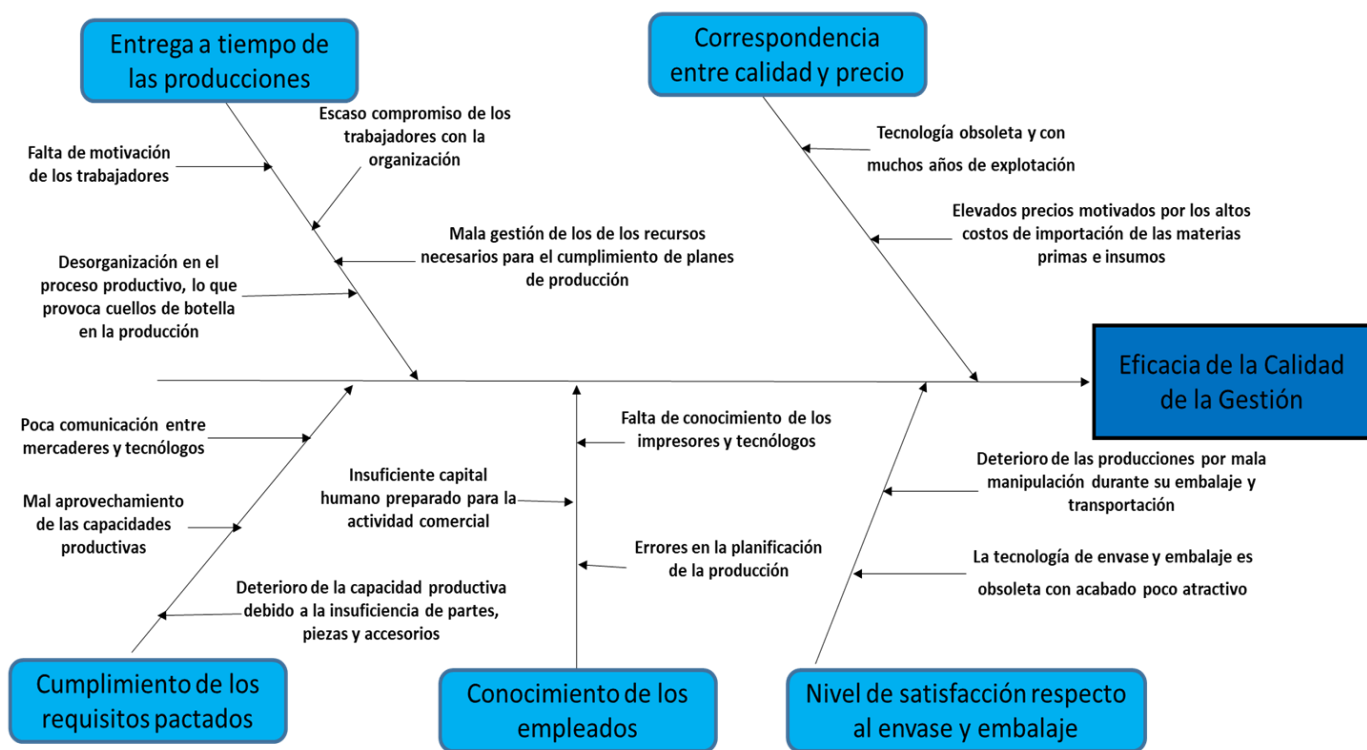 Entrega a tiempo de
las producciones
Correspondencia
entre calidad y precio
Escaso compromiso de los
trabajadores con la
organización
Falta de motivación
de los trabajadores
Tecnología obsoleta y con
muchos años de explotación
Mala gestión de los de los recursos
necesarios para el cumplimiento de planes
de producción
Elevados precios motivados por los altos
costos de importación de las materias
primas e insumos
Desorganización en el
proceso productivo, lo que
provoca cuellos de botella
en la producción
Eficacia de la Calidad
de la Gestión
Poca comunicación entre
mercaderes y tecnólogos
Falta de conocimiento de los
impresores y tecnólogos
Insuficiente capital
humano preparado para la
actividad comercial
Deterioro de las producciones por mala
manipulación durante su embalaje y
transportación
Mal aprovechamiento
de las capacidades
productivas
Errores en la planificación
de la producción
La tecnología de envase y embalaje es
obsoleta con acabado poco atractivo
Deterioro de la capacidad productiva
debido a la insuficiencia de partes,
piezas y accesorios
Cumplimiento de los
requisitos pactados
Conocimiento de los
empleados
Nivel de satisfacción respecto
al envase y embalaje